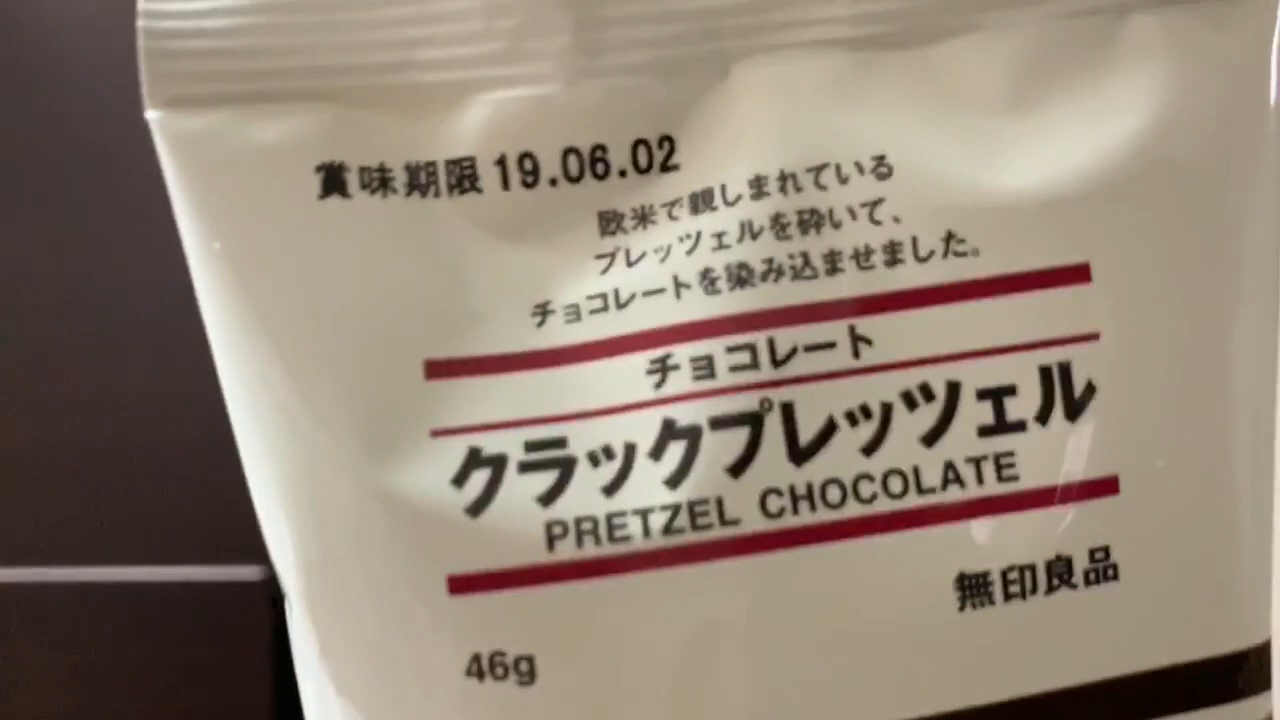 賞味期限 19.06.02
欧米で親しまれている
プレッツェルを砕いて、
チョコレートを染み込ませました。
チョコレート
クラックプレッツェル
PRETZEL CHOCOLATE
無印良品
46g